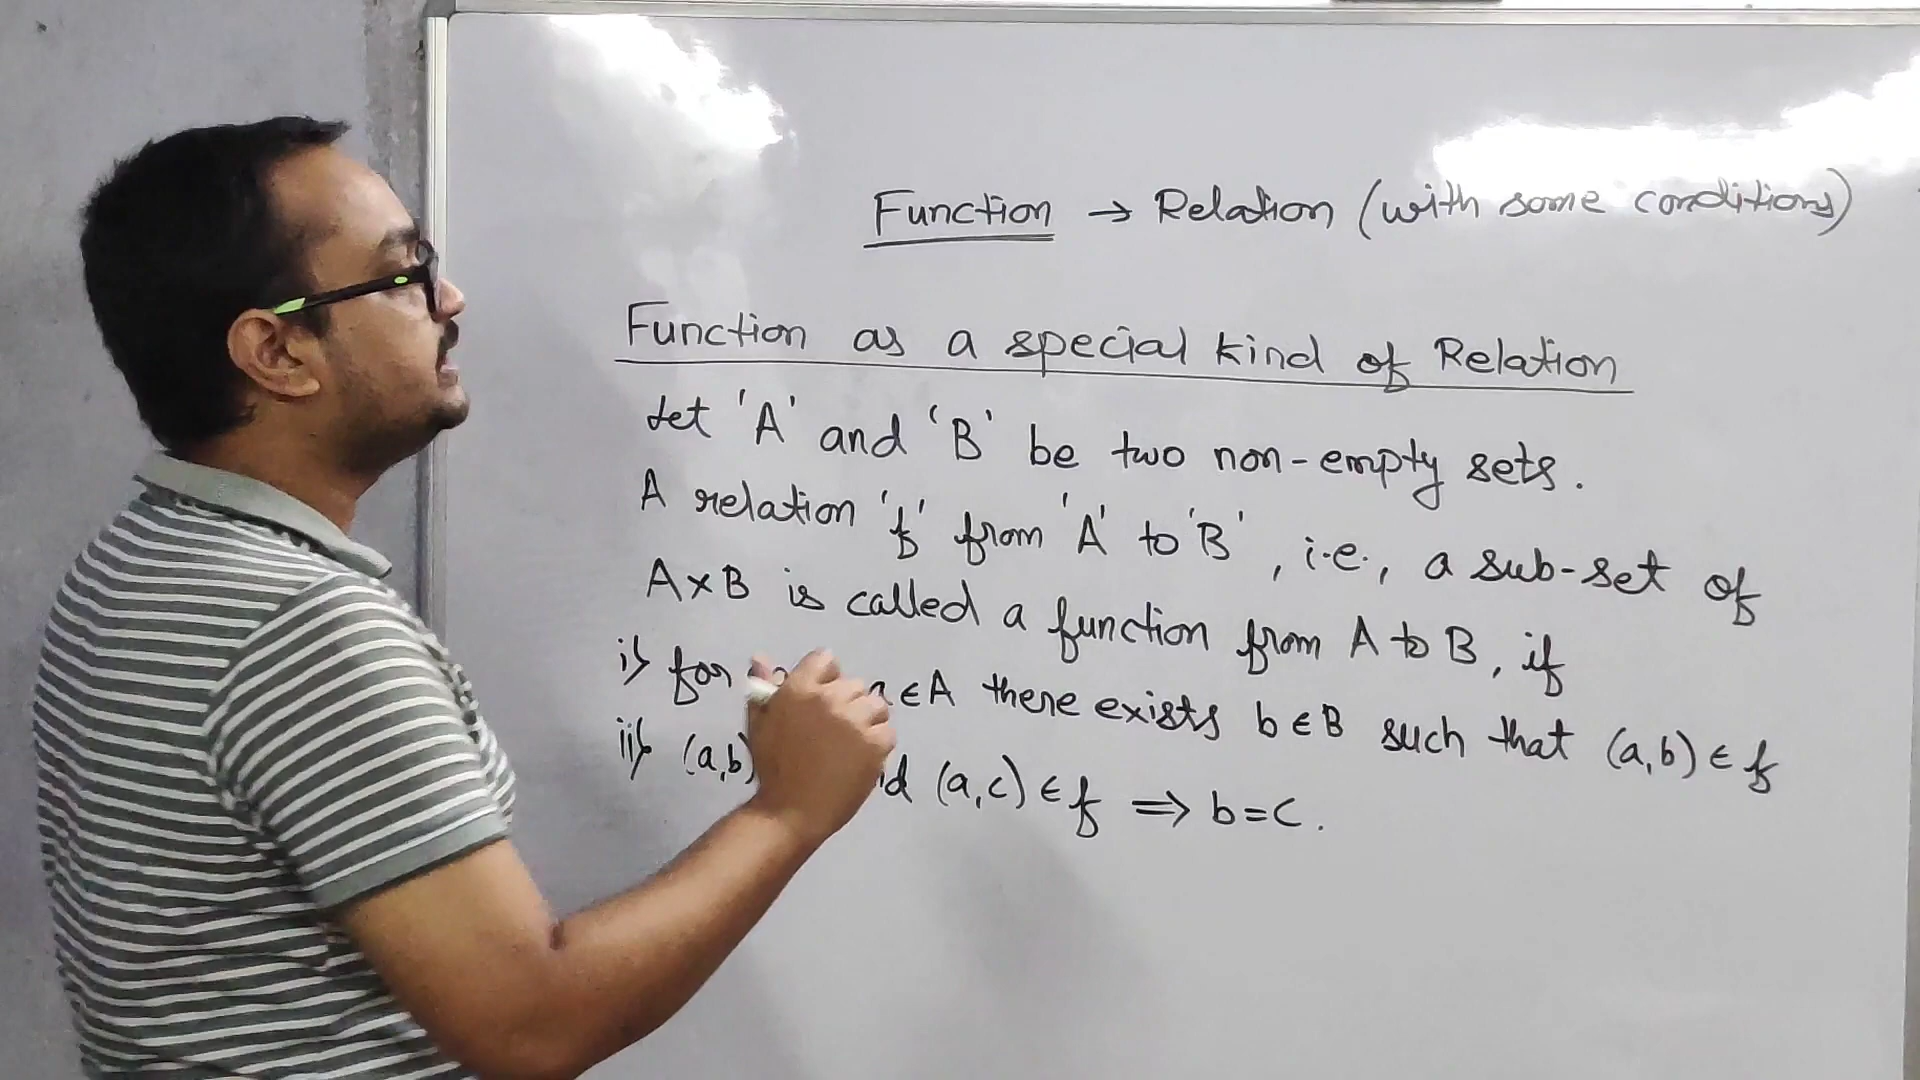 Function → Relation (with some conditions)
Function as a special kind of Relation
Let 'A' and 'B' be two non-empty sets.
A relation 'f' from 'A' to 'B', i.e., a sub-set of
A×B is called a function from A to B, if
i) for a∈A there exists b∈B such that (a,b)∈f
ii) (a,b) (a,c)∈f ⇒ b=c.